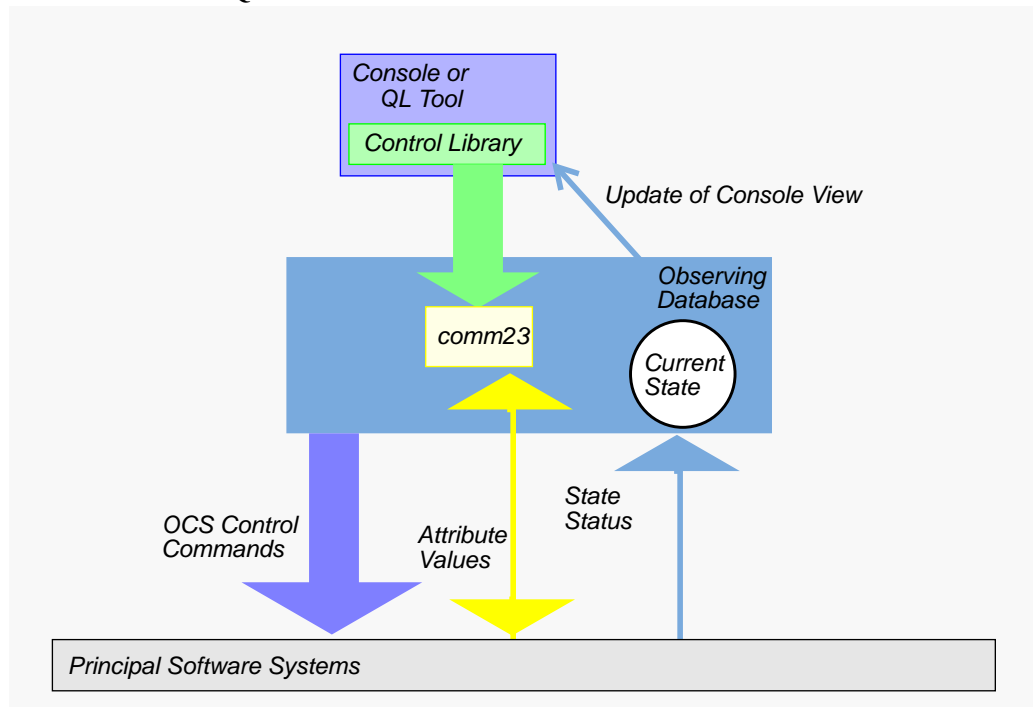 Console or
QL Tool
Control Library
Update of Console View
Observing
Database
comm23
Current
State
State
Status
OCS Control
Commands
Attribute
Values
Principal Software Systems